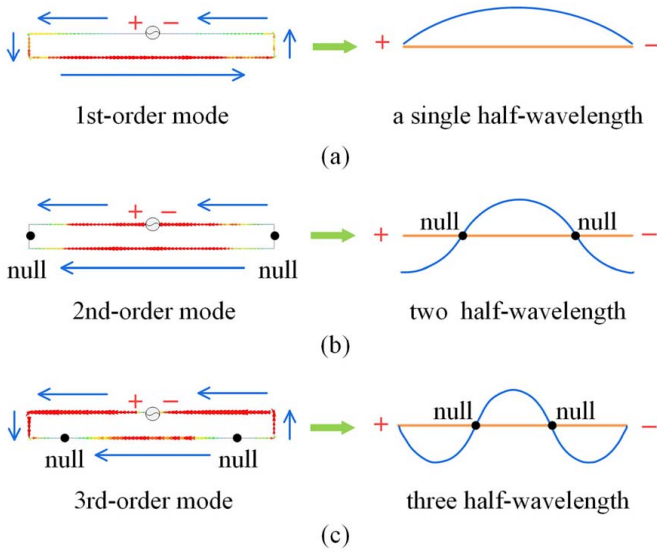 + −
+ −
1st-order mode a single half-wavelength
(a)
+ −
null null
+ −
null null
2nd-order mode two half-wavelength
(b)
+ −
null null
+ −
null null
3rd-order mode three half-wavelength
(c)